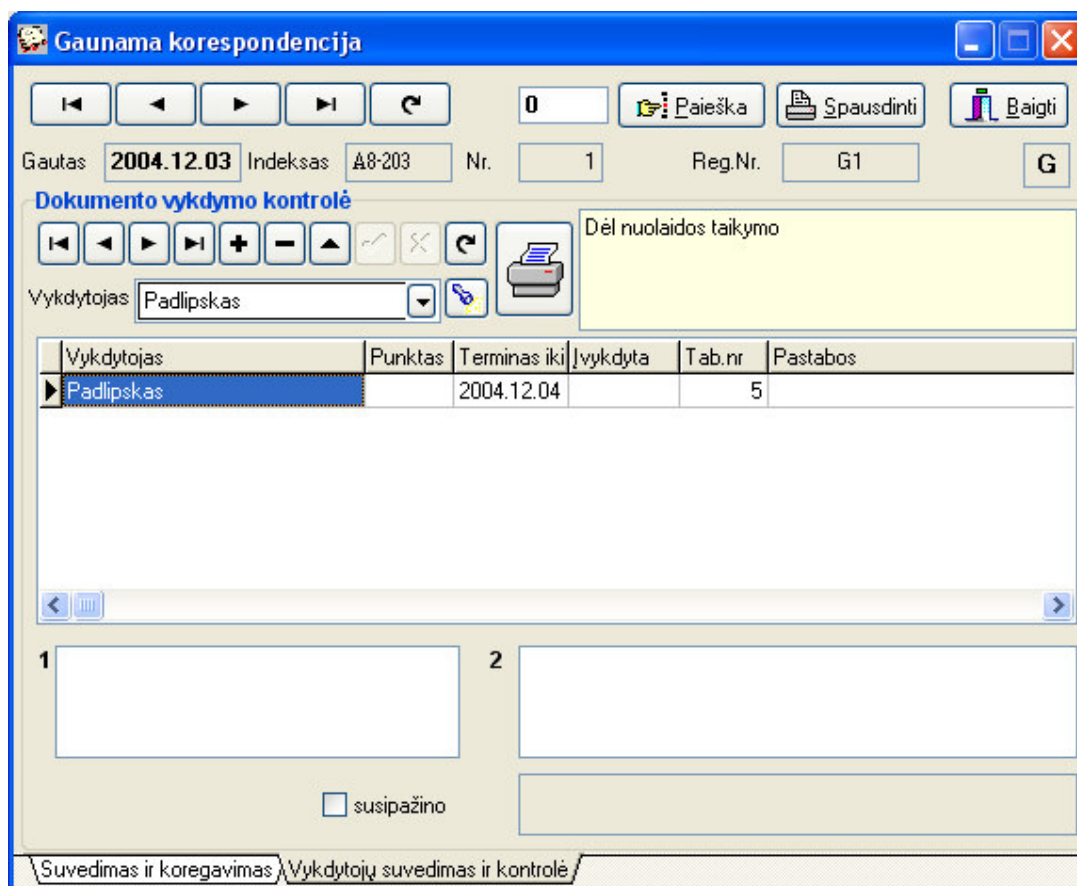 Gaunama korespondencija
0 Paieška Spausdinti Baigti
Gautas 2004.12.03 Indeksas A8-203 Nr. 1 Reg.Nr. G1 G
Dokumento vykdymo kontrolė
Dėl nuolaidos taikymo
Vykdytojas Padlipskas
Vykdytojas Punktas Terminas iki Įvykdyta Tab.nr Pastabos
Padlipskas 2004.12.04 5
1 2
susipažino
Suvedimas ir koregavimas Vykdytojų suvedimas ir kontrolė